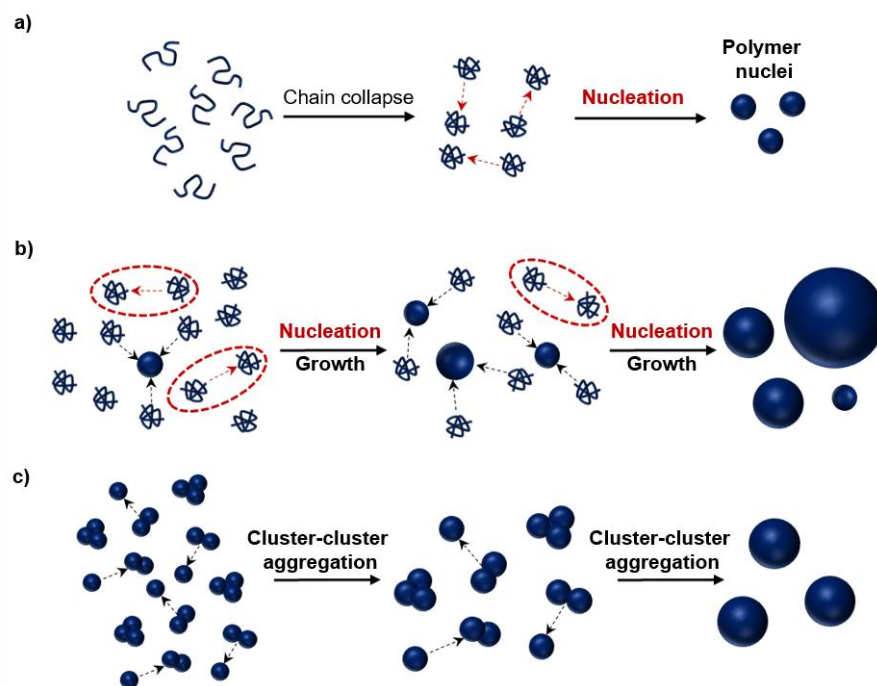 a)
Chain collapse
Nucleation
Polymer
nuclei
b)
Nucleation
Growth
Nucleation
Growth
c)
Cluster-cluster
aggregation
Cluster-cluster
aggregation